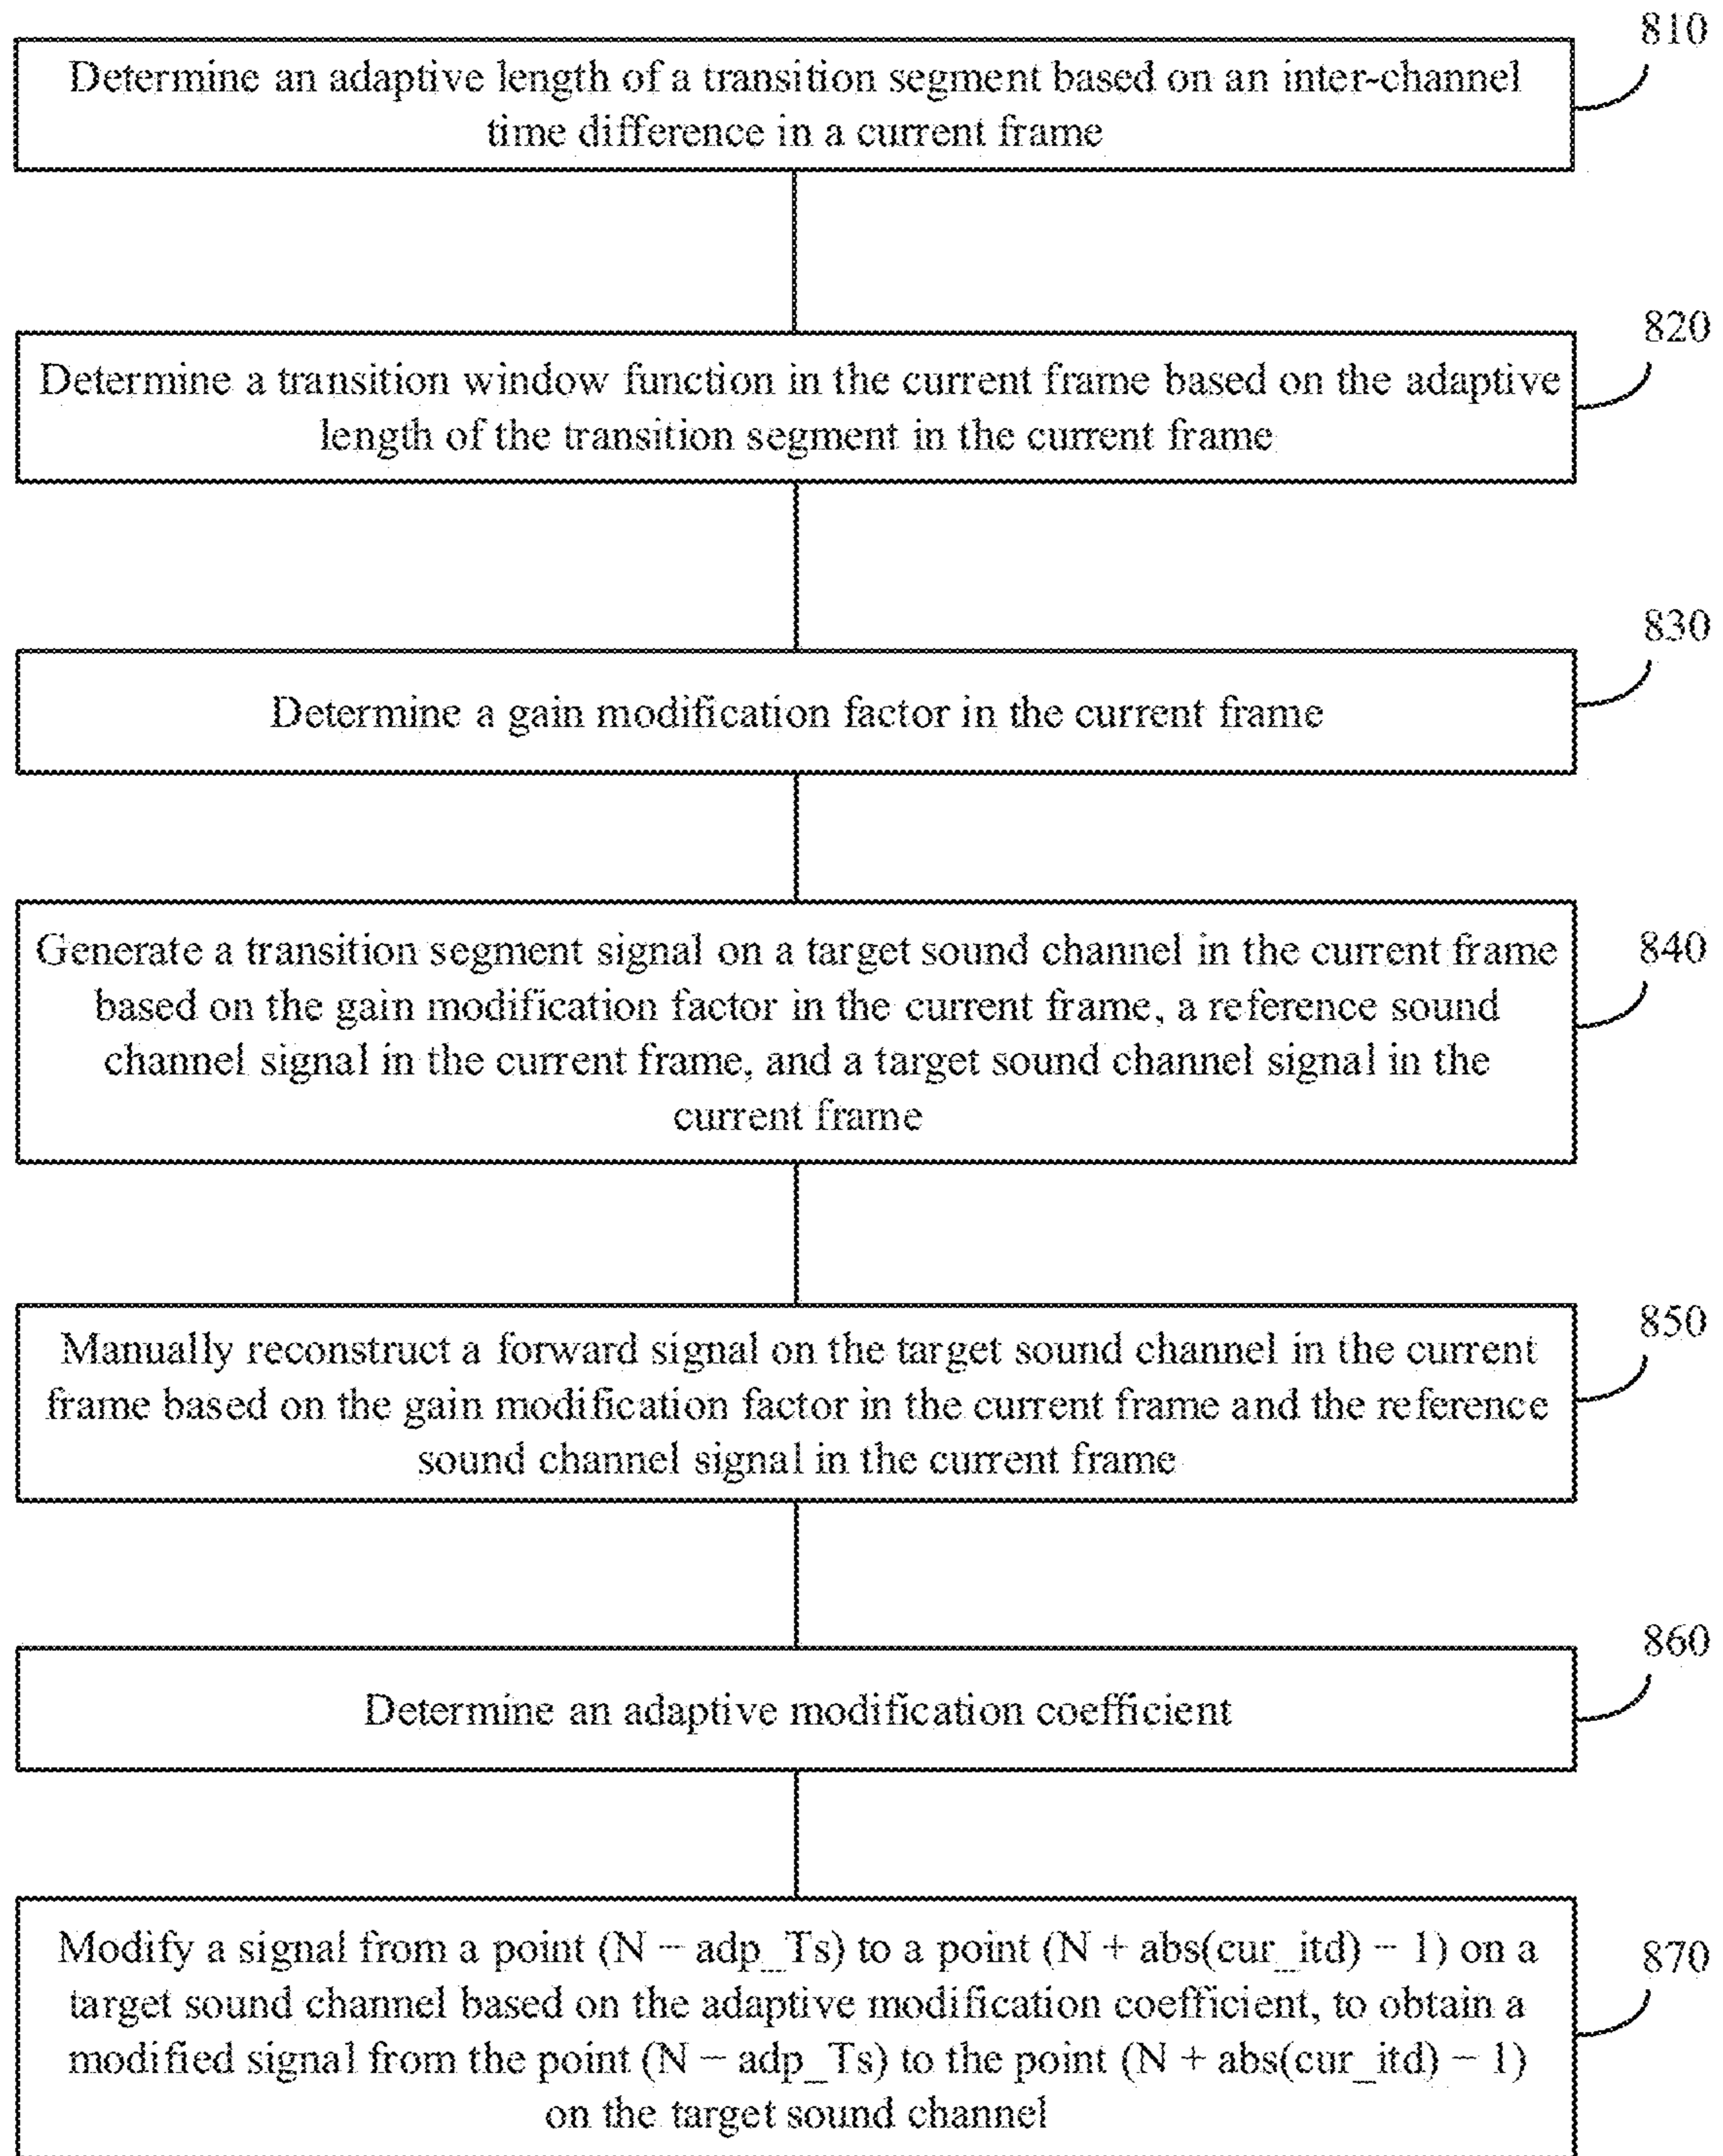 810
Determine an adaptive length of a transition segment based on an inter-channel
time difference in a current frame
820
Determine a transition window function in the current frame based on the adaptive
length of the transition segment in the current frame
830
Determine a gain modification factor in the current frame
840
Generate a transition segment signal on a target sound channel in the current frame
based on the gain modification factor in the current frame, a reference sound
channel signal in the current frame, and a target sound channel signal in the
current frame
850
Manually reconstruct a forward signal on the target sound channel in the current
frame based on the gain modification factor in the current frame and the reference
sound channel signal in the current frame
860
Determine an adaptive modification coefficient
870
Modify a signal from a point (N − adp_Ts) to a point (N + abs(cur_itd) − 1) on a
target sound channel based on the adaptive modification coefficient, to obtain a
modified signal from the point (N − adp_Ts) to the point (N + abs(cur_itd) − 1)
on the target sound channel